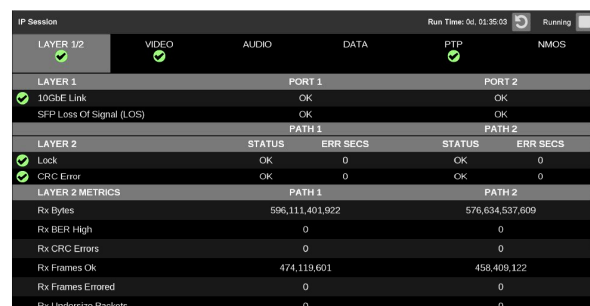 IP Session Run Time: 0d, 01:35:03 Running
LAYER 1/2 VIDEO AUDIO DATA PTP NMOS
LAYER 1 PORT 1 PORT 2
10GbE Link OK OK
SFP Loss Of Signal (LOS) OK OK
PATH 1 PATH 2
LAYER 2 STATUS ERR SECS STATUS ERR SECS
Lock OK 0 OK 0
CRC Error OK 0 OK 0
LAYER 2 METRICS PATH 1 PATH 2
Rx Bytes 596,111,401,922 576,634,537,609
Rx BER High 0 0
Rx CRC Errors 0 0
Rx Frames Ok 474,119,601 458,409,122
Rx Frames Errored 0 0
Rx Undersize Packets 0 0